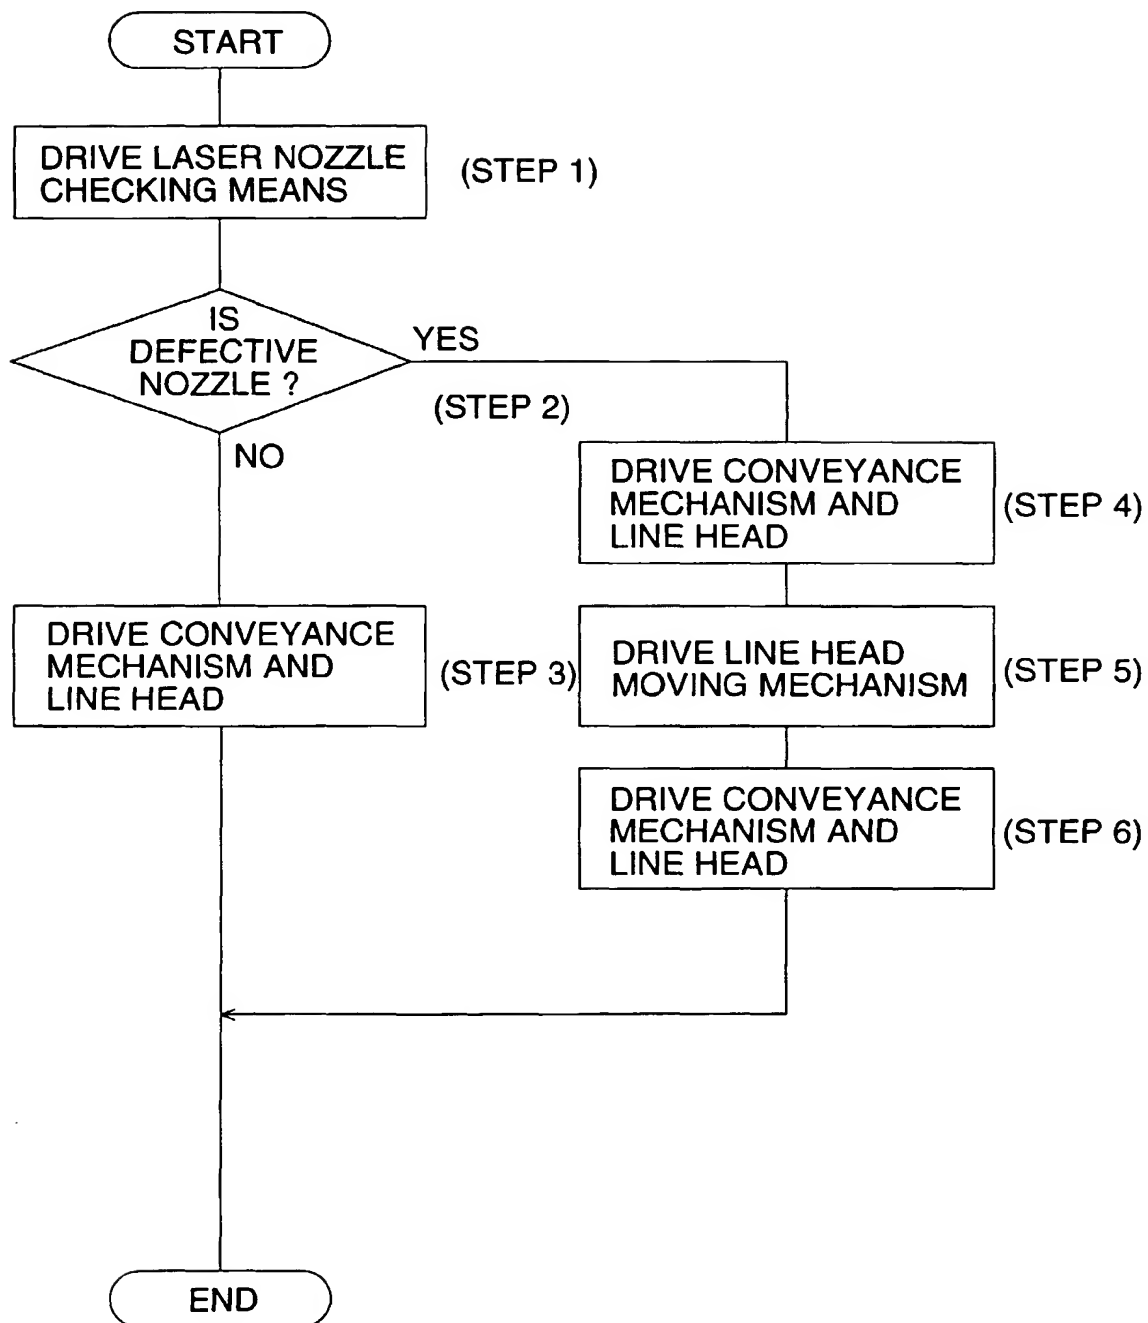 START
DRIVE LASER NOZZLE
CHECKING MEANS
(STEP 1)
IS
DEFECTIVE
NOZZLE ?
YES
(STEP 2)
NO
DRIVE CONVEYANCE
MECHANISM AND
LINE HEAD
(STEP 3)
DRIVE CONVEYANCE
MECHANISM AND
LINE HEAD
(STEP 4)
DRIVE LINE HEAD
MOVING MECHANISM
(STEP 5)
DRIVE CONVEYANCE
MECHANISM AND
LINE HEAD
(STEP 6)
END